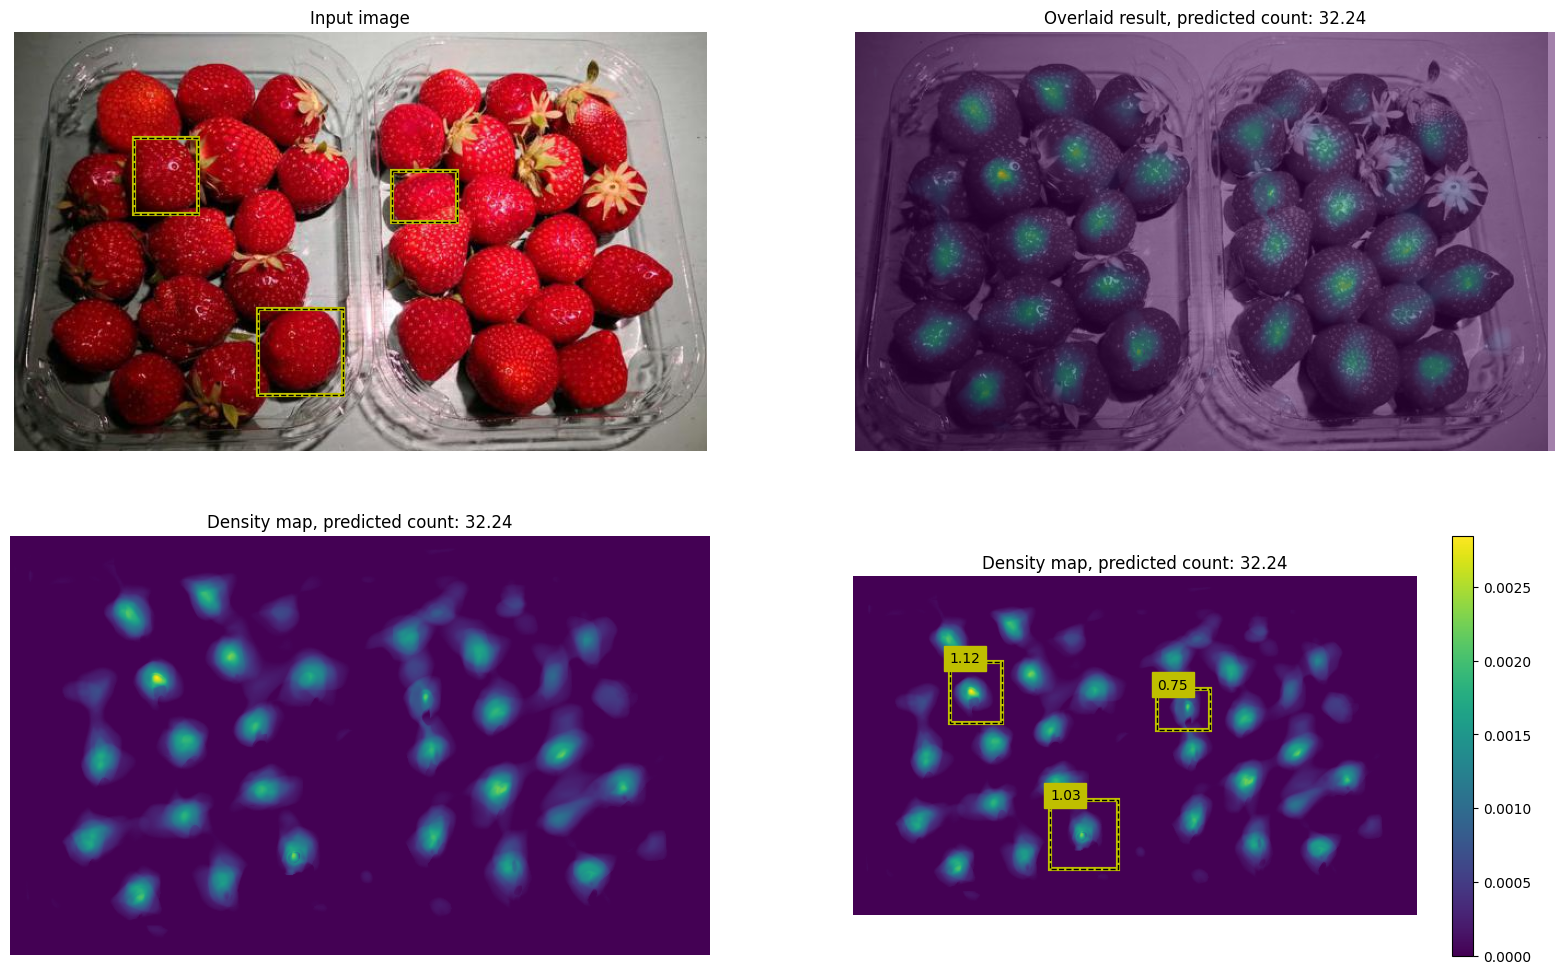 Input image
Overlaid result, predicted count: 32.24
Density map, predicted count: 32.24
Density map, predicted count: 32.24
1.12
0.75
1.03
0.0025
0.0020
0.0015
0.0010
0.0005
0.0000